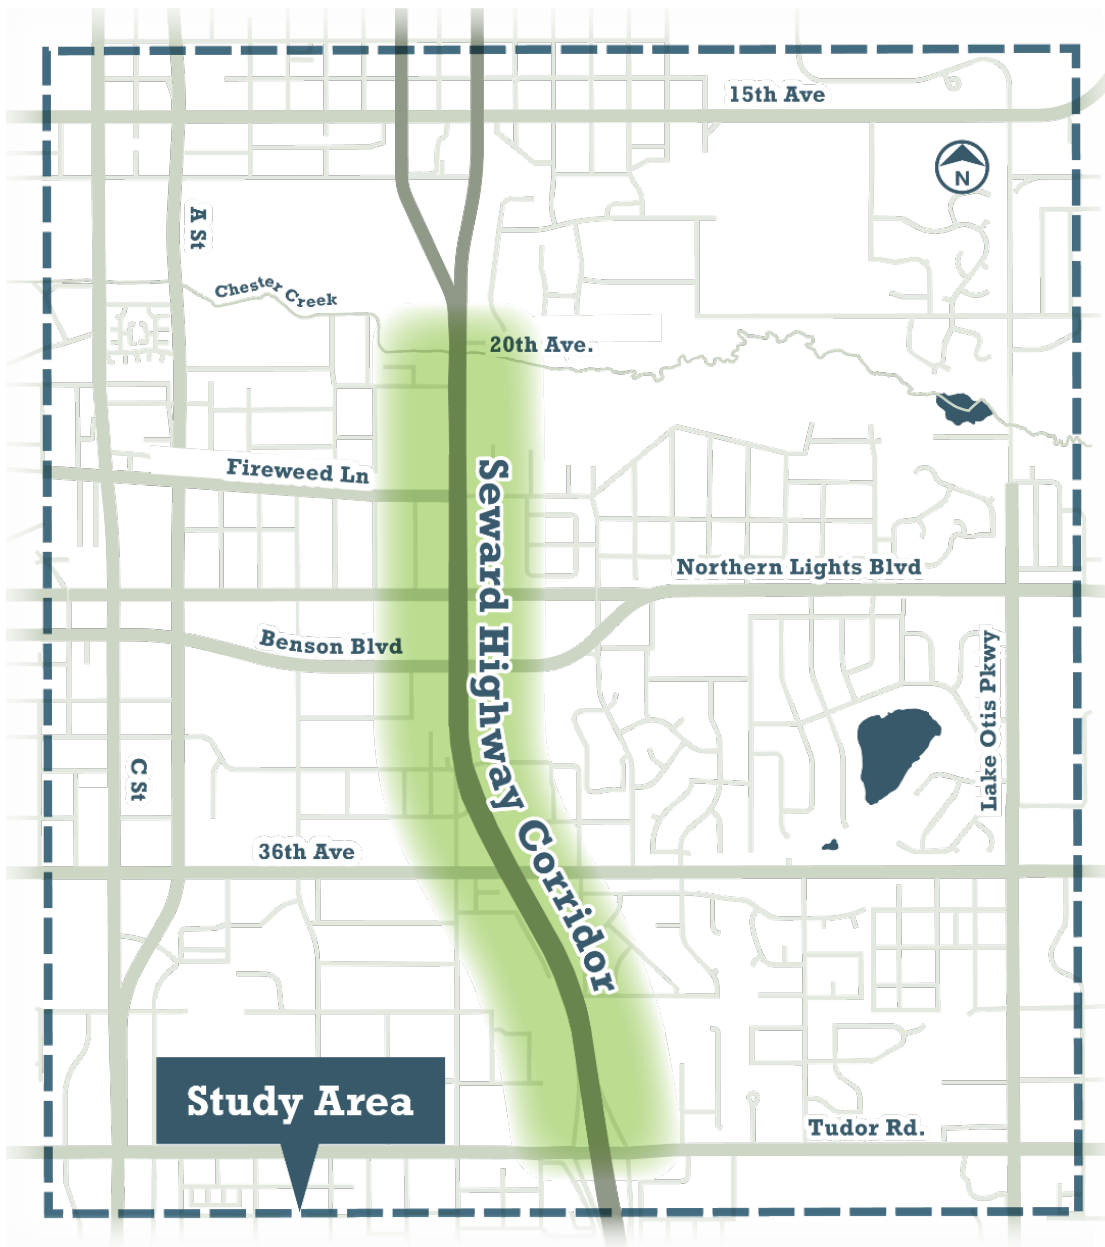 15th Ave
N
A St
Chester Creek
20th Ave.
Fireweed Ln
Seward Highway Corridor
Northern Lights Blvd
Benson Blvd
Lake Otis Pkwy
C St
36th Ave
Study Area
Tudor Rd.